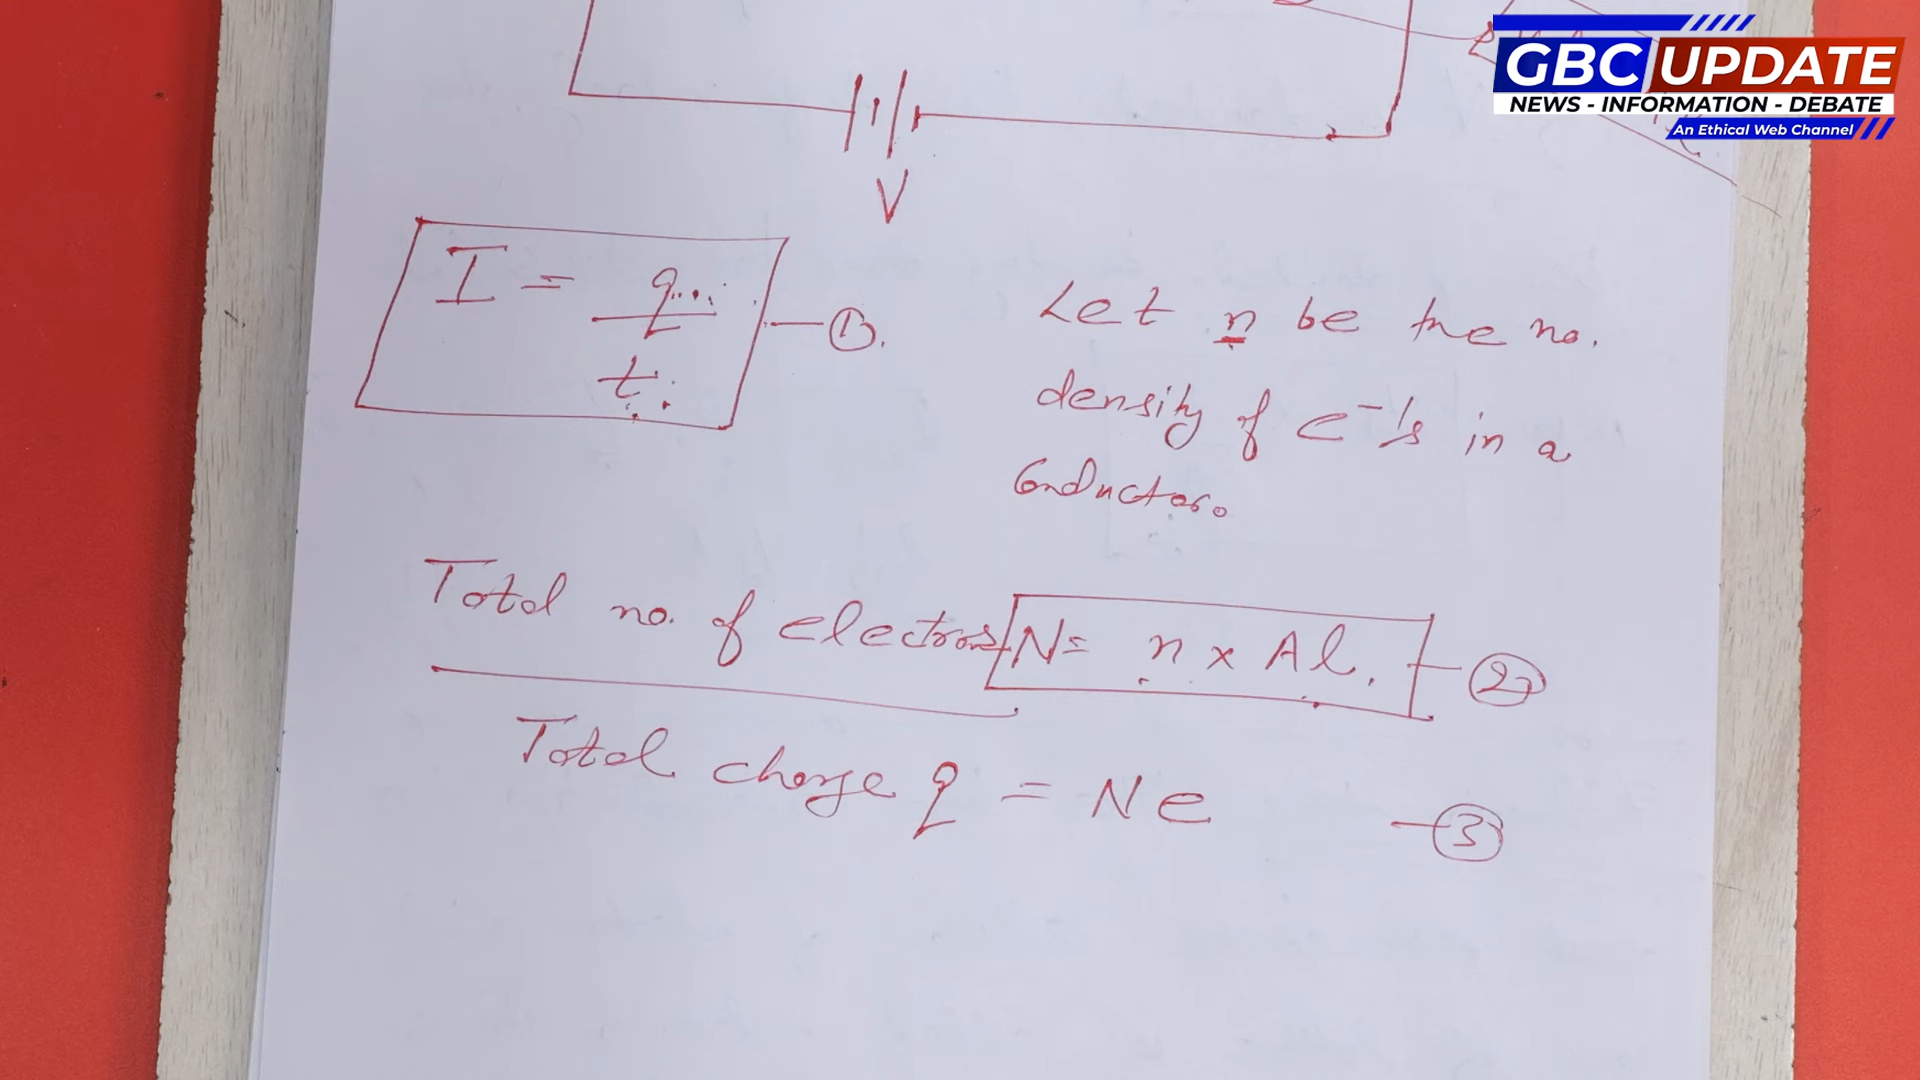 GBC UPDATE
NEWS - INFORMATION - DEBATE
An Ethical Web Channel
V
I = q/t — ①.
Let n be the no.
density of e⁻/s in a
Conductor.
Total no. of electrons N = n x Al. — ②
Total charge q = Ne — ③